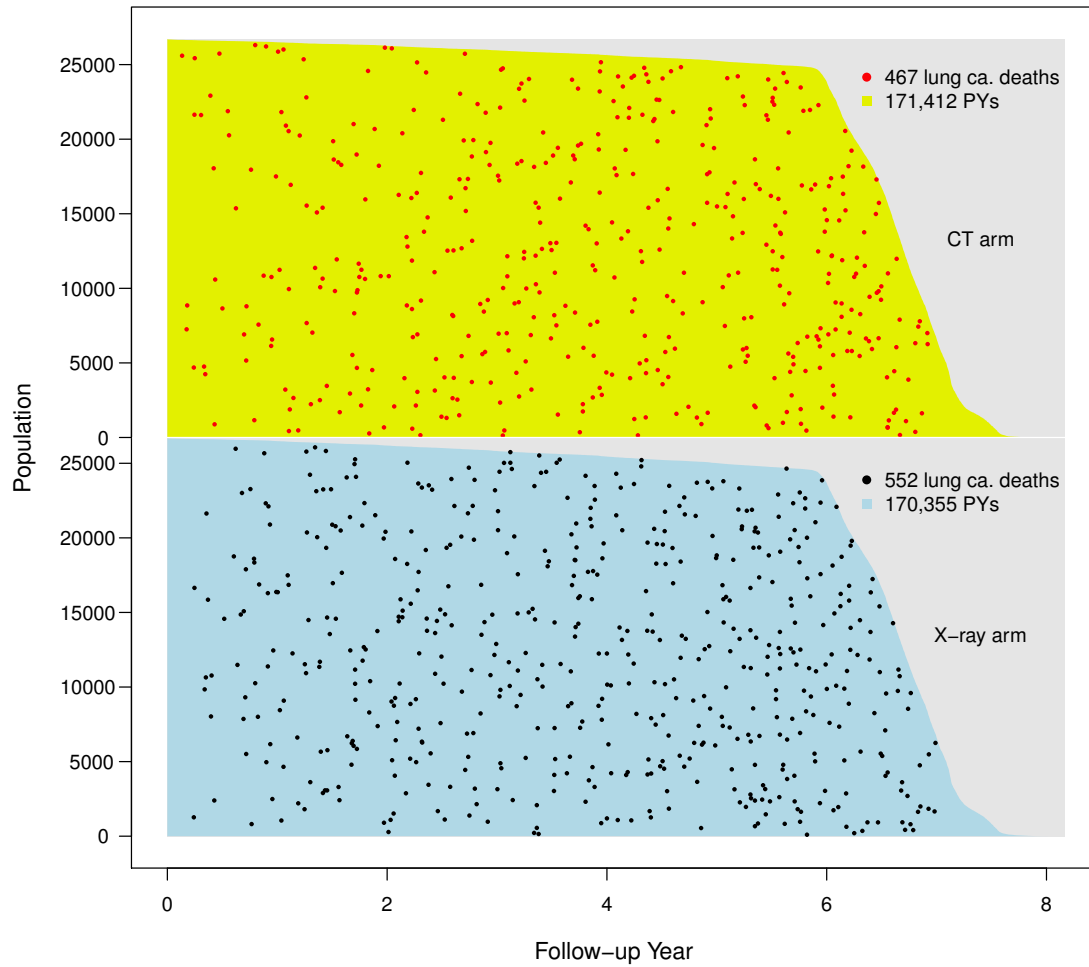 25000
20000
15000
10000
5000
0
467 lung ca. deaths
171,412 PYs
CT arm
Population
25000
20000
15000
10000
5000
0
552 lung ca. deaths
170,355 PYs
X−ray arm
0 2 4 6 8
Follow−up Year